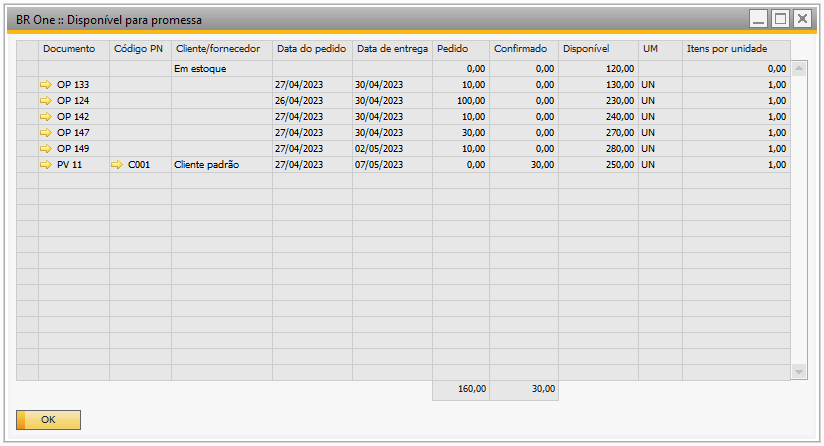 BR One :: Disponível para promessa
Documento Código PN Cliente/fornecedor Data do pedido Data de entrega Pedido Confirmado Disponível UM Itens por unidade
Em estoque 0,00 0,00 120,00 0,00
OP 133 27/04/2023 30/04/2023 10,00 0,00 130,00 UN 1,00
OP 124 26/04/2023 30/04/2023 100,00 0,00 230,00 UN 1,00
OP 142 27/04/2023 30/04/2023 10,00 0,00 240,00 UN 1,00
OP 147 27/04/2023 30/04/2023 30,00 0,00 270,00 UN 1,00
OP 149 27/04/2023 02/05/2023 10,00 0,00 280,00 UN 1,00
PV 11 C001 Cliente padrão 27/04/2023 07/05/2023 0,00 30,00 250,00 UN 1,00
160,00 30,00
OK